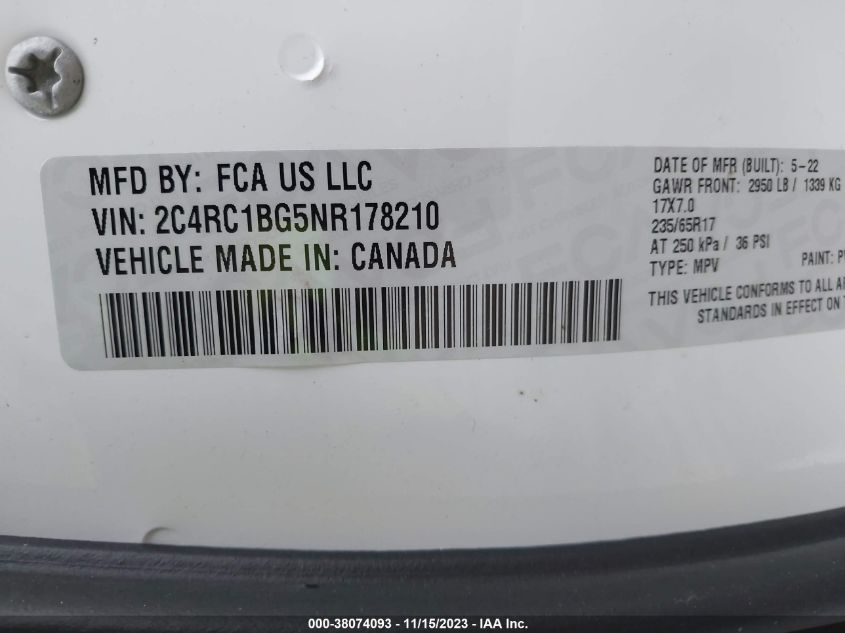 MFD BY: FCA US LLC
VIN: 2C4RC1BG5NR178210
VEHICLE MADE IN: CANADA
DATE OF MFR (BUILT): 5-22
GAWR FRONT: 2950 LB / 1339 KG
17X7.0
235/65R17
AT 250 kPa / 36 PSI
TYPE: MPV PAINT:
THIS VEHICLE CONFORMS TO ALL
STANDARDS IN EFFECT ON
000-38074093 - 11/15/2023 - IAA Inc.